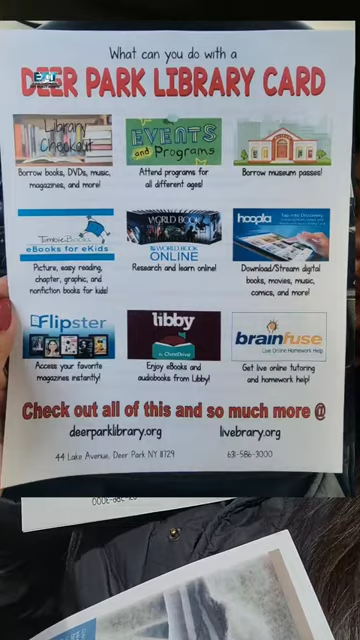 What can you do with a
DEER PARK LIBRARY CARD
Library
Checkout
Borrow books, DVDs, music,
magazines, and more!
EVENTS
and Programs
Attend programs for
all different ages!
Borrow museum passes!
TumbleBooks
eBooks for eKids
Picture, easy reading,
chapter, graphic, and
nonfiction books for kids!
WORLD BOOK
WORLD BOOK
ONLINE
Research and learn online!
hoopla
Download/Stream digital
books, movies, music,
comics, and more!
Flipster
Access your favorite
magazines instantly!
libby
Enjoy eBooks and
audiobooks from Libby!
brainfuse
Live Online Homework Help
Get live online tutoring
and homework help!
Check out all of this and so much more @
deerparklibrary.org
livebrary.org
44 Lake Avenue, Deer Park NY 11729
631-586-3000